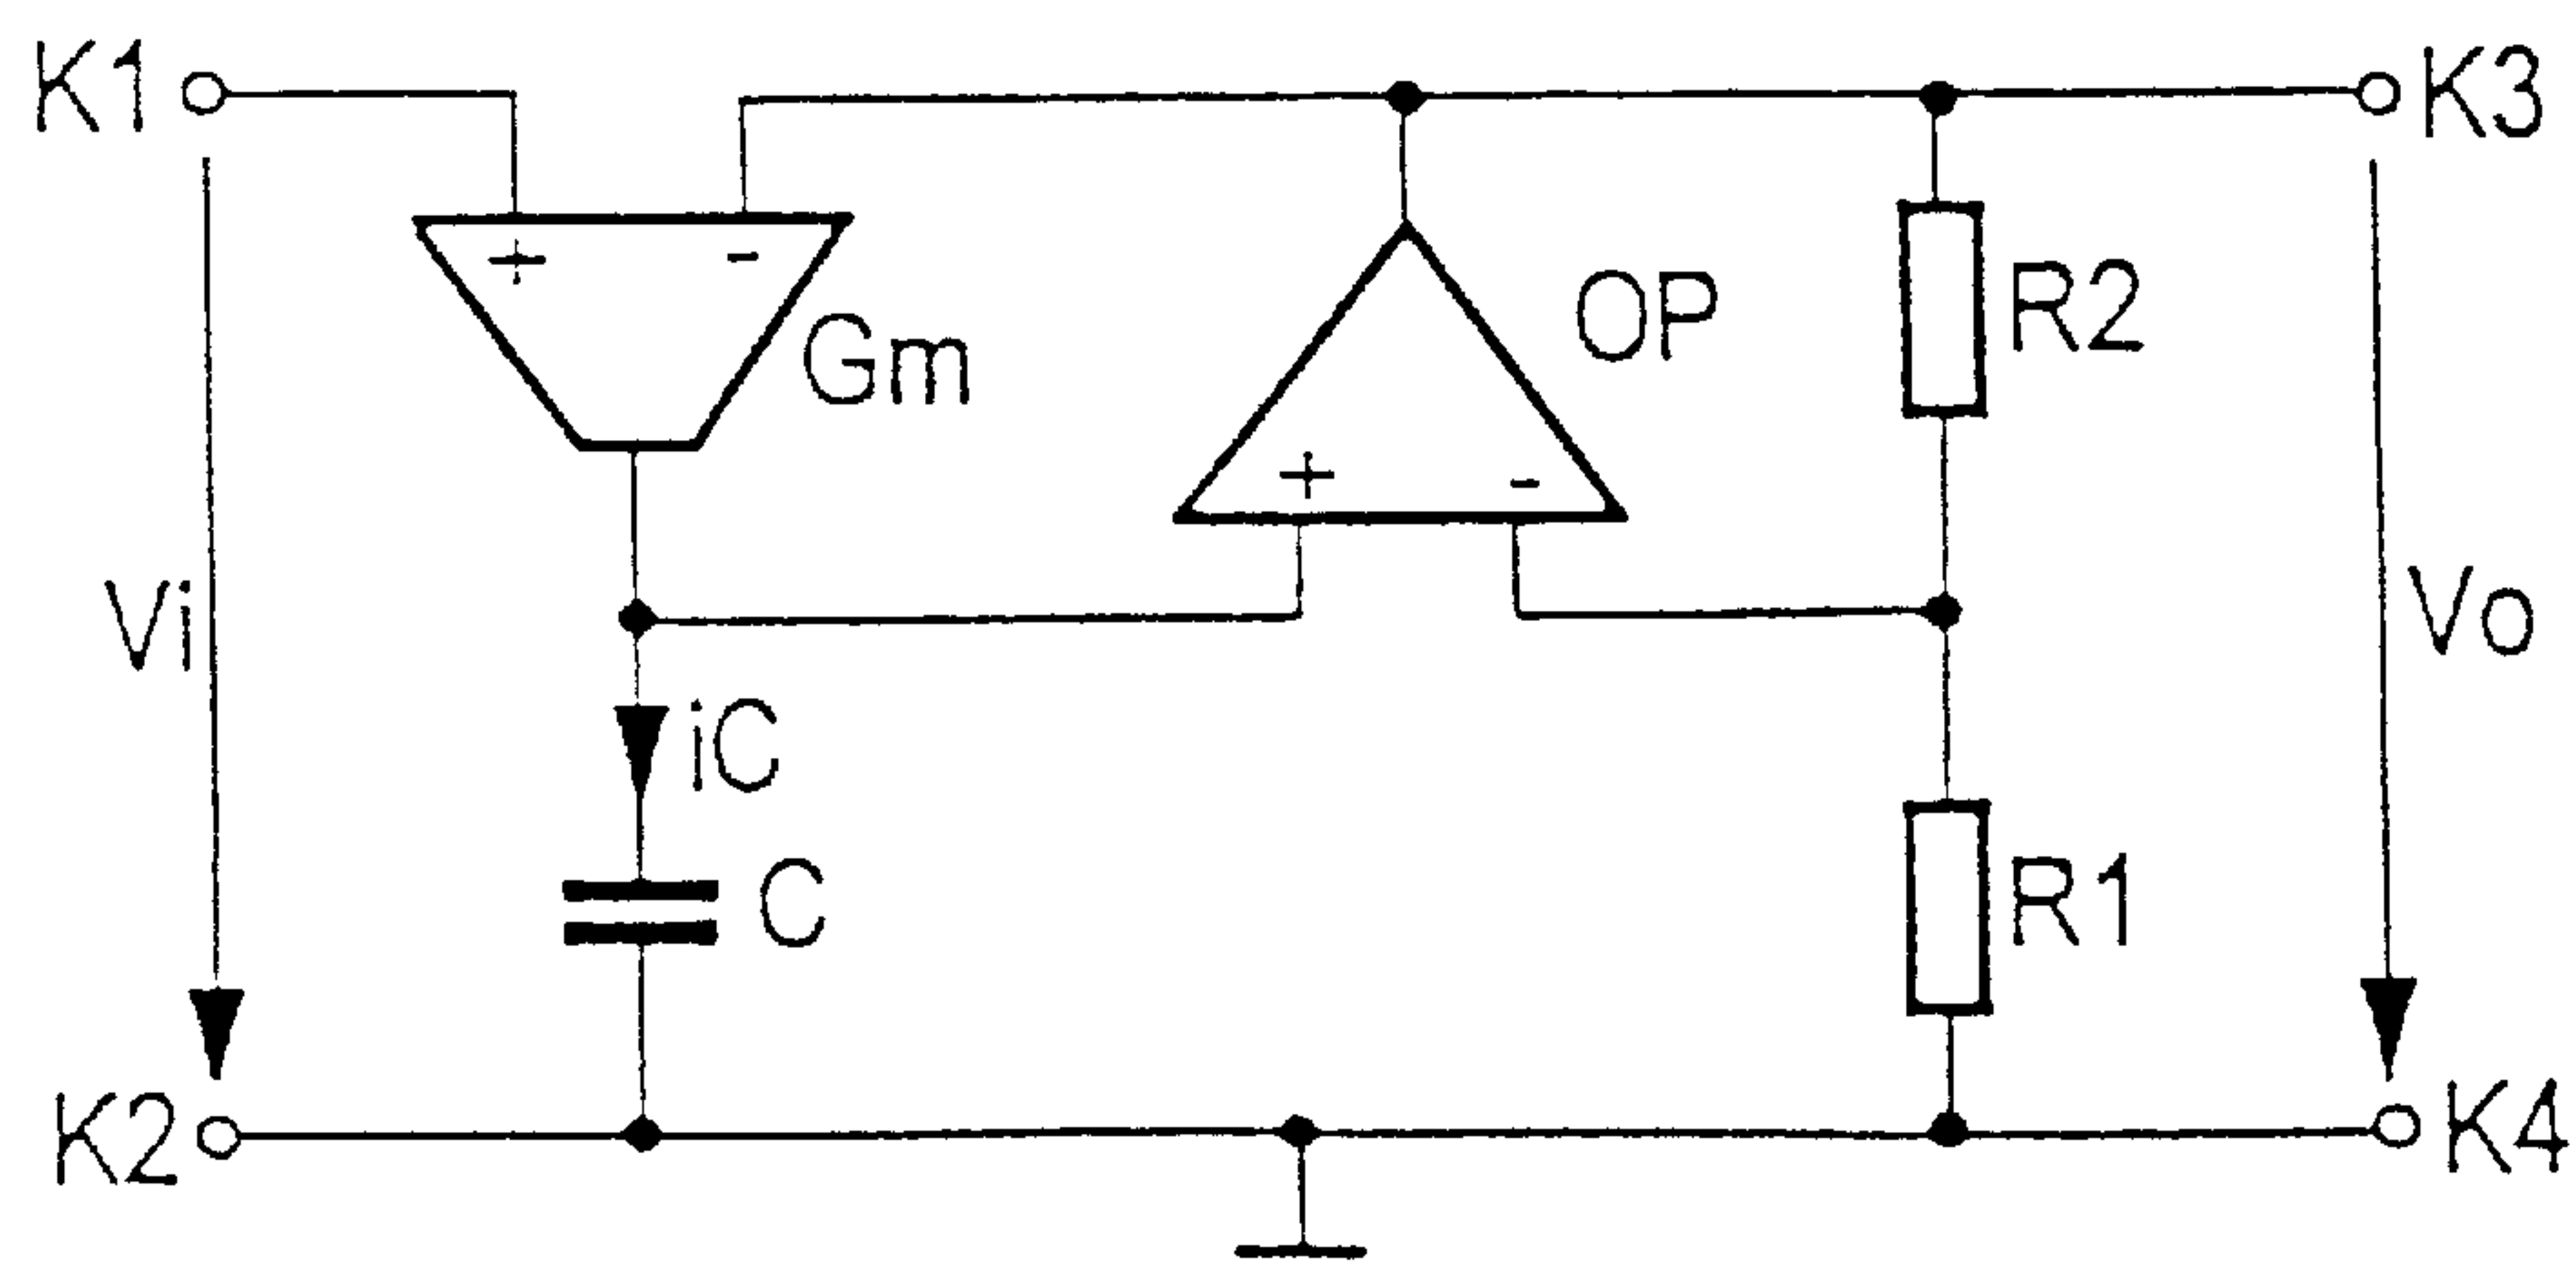 K1
K3
+
-
Gm
OP
R2
+
-
Vi
Vo
iC
C
R1
K2
K4